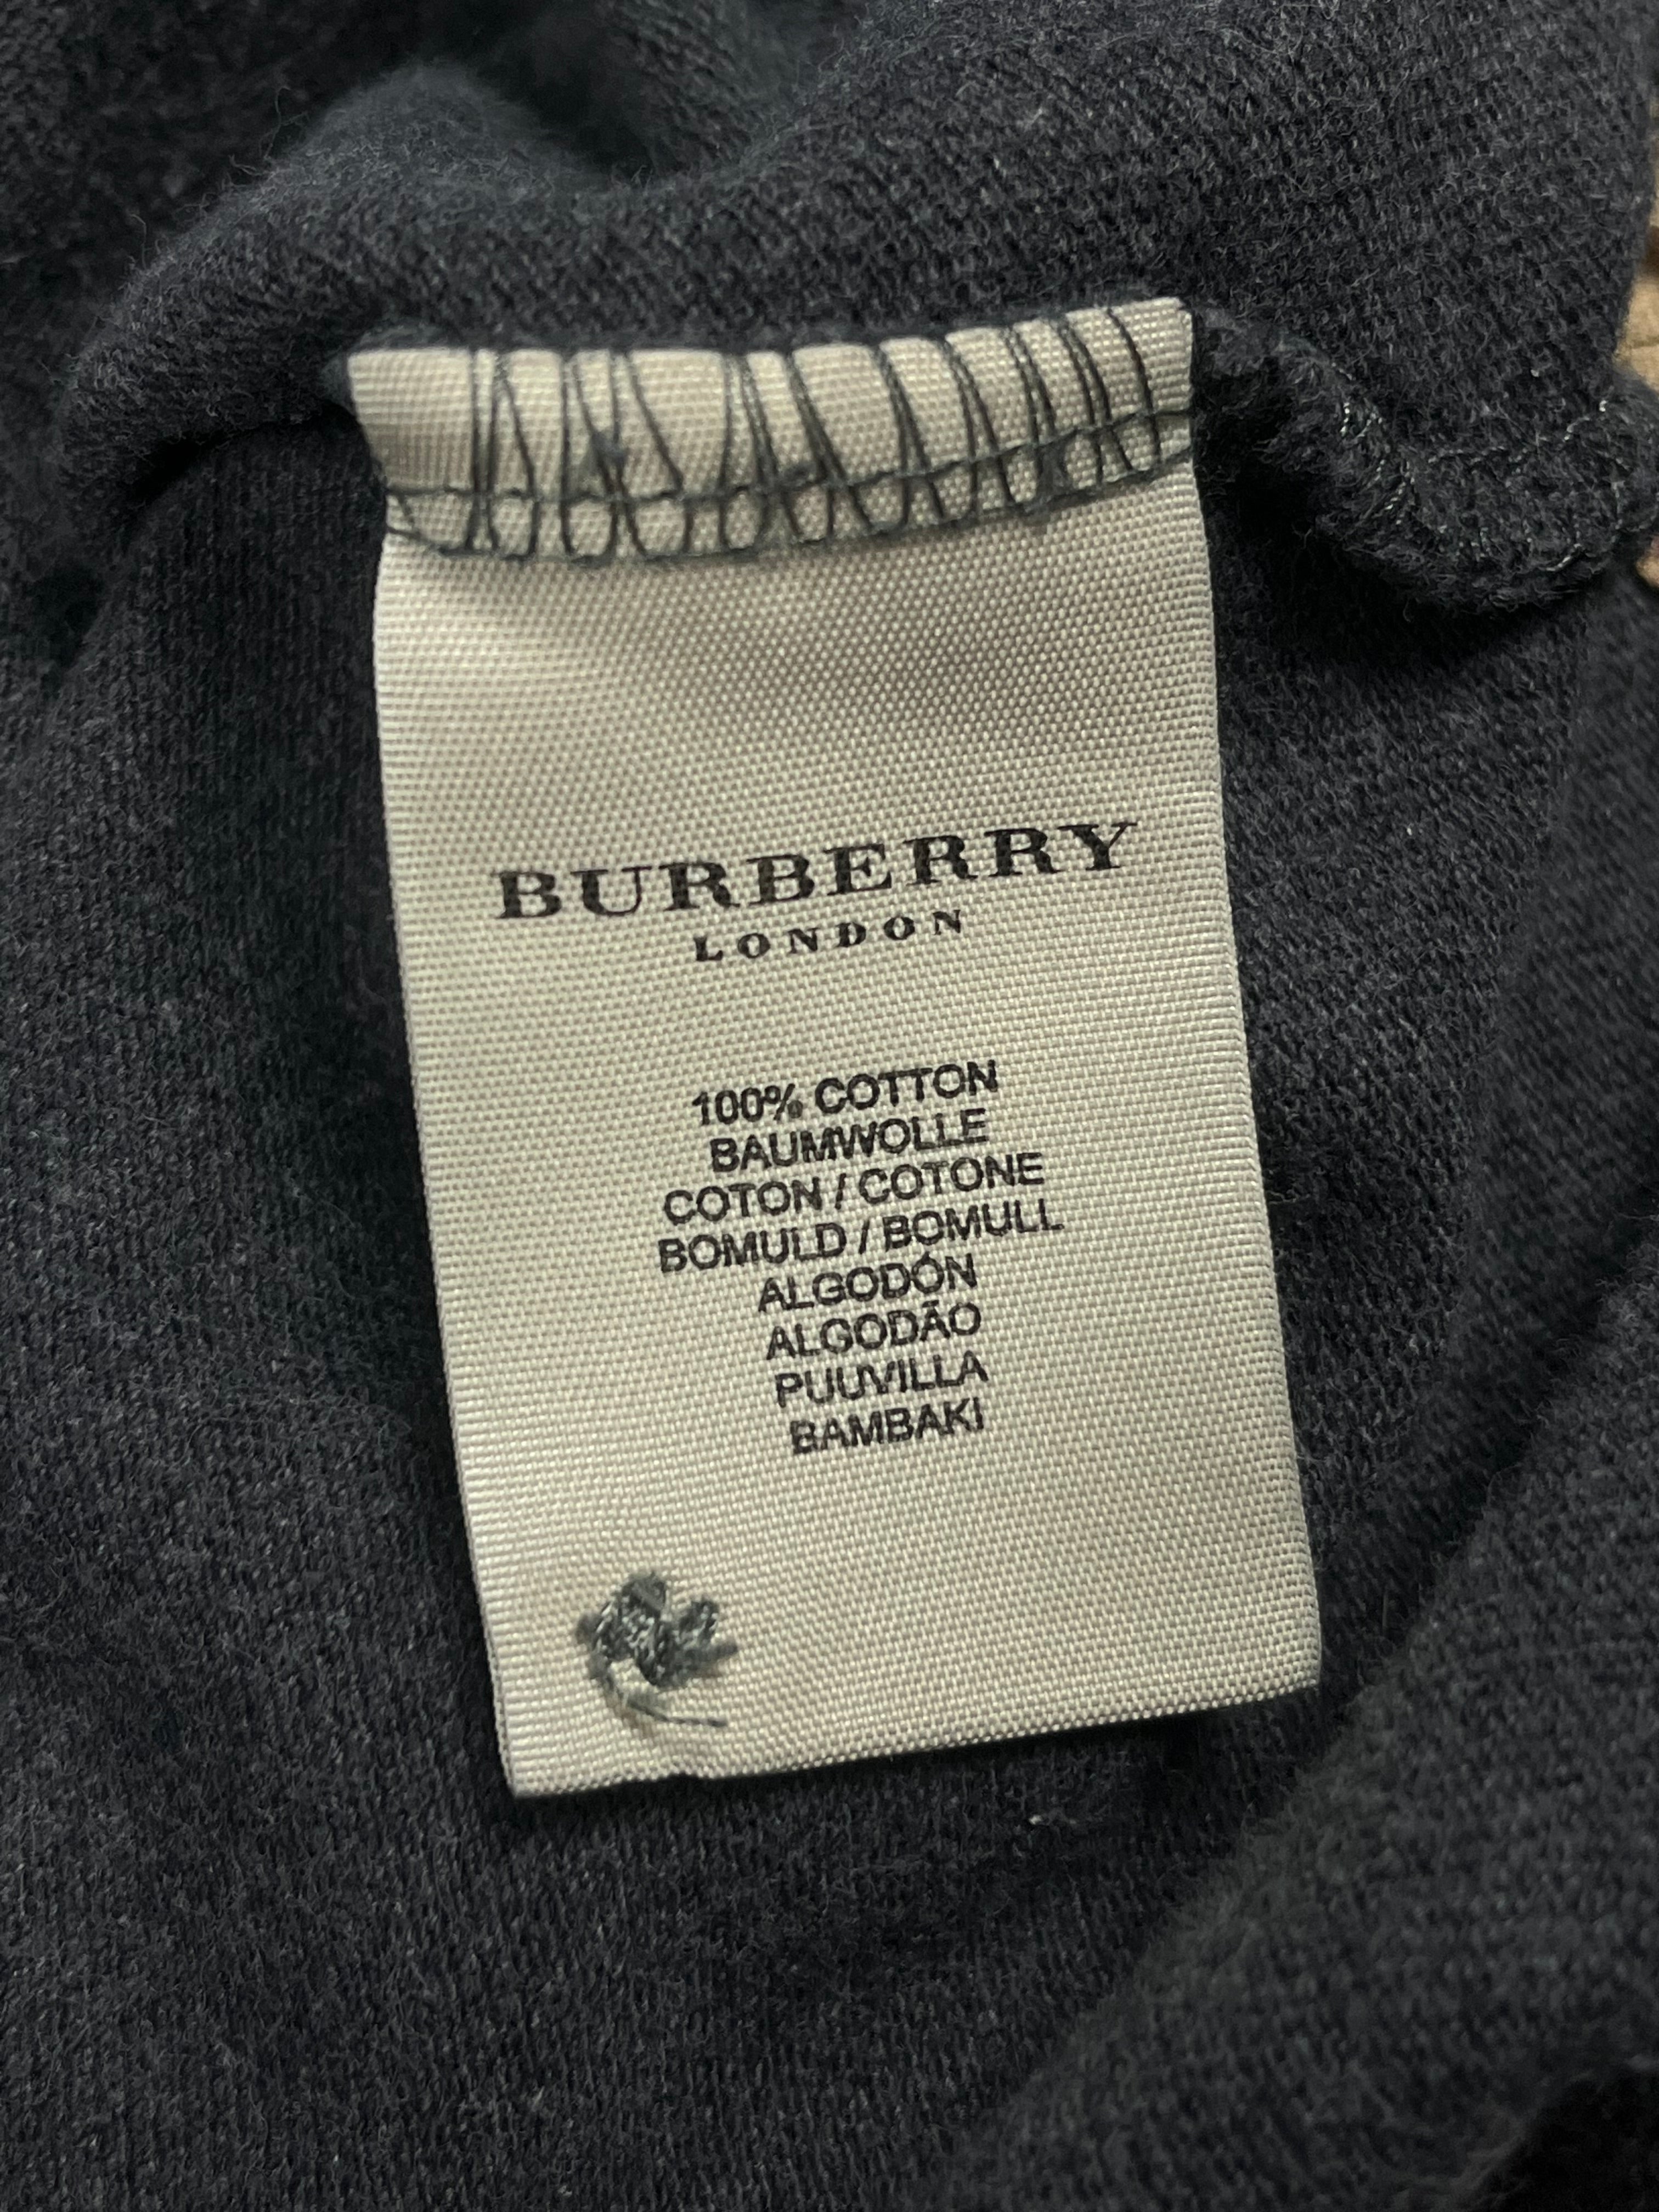 BURBERRY
LONDON
100% COTTON
BAUMWOLLE
COTON / COTONE
BOMULD / BOMULL
ALGODÓN
ALGODÃO
PUUVILLA
BAMBAKI